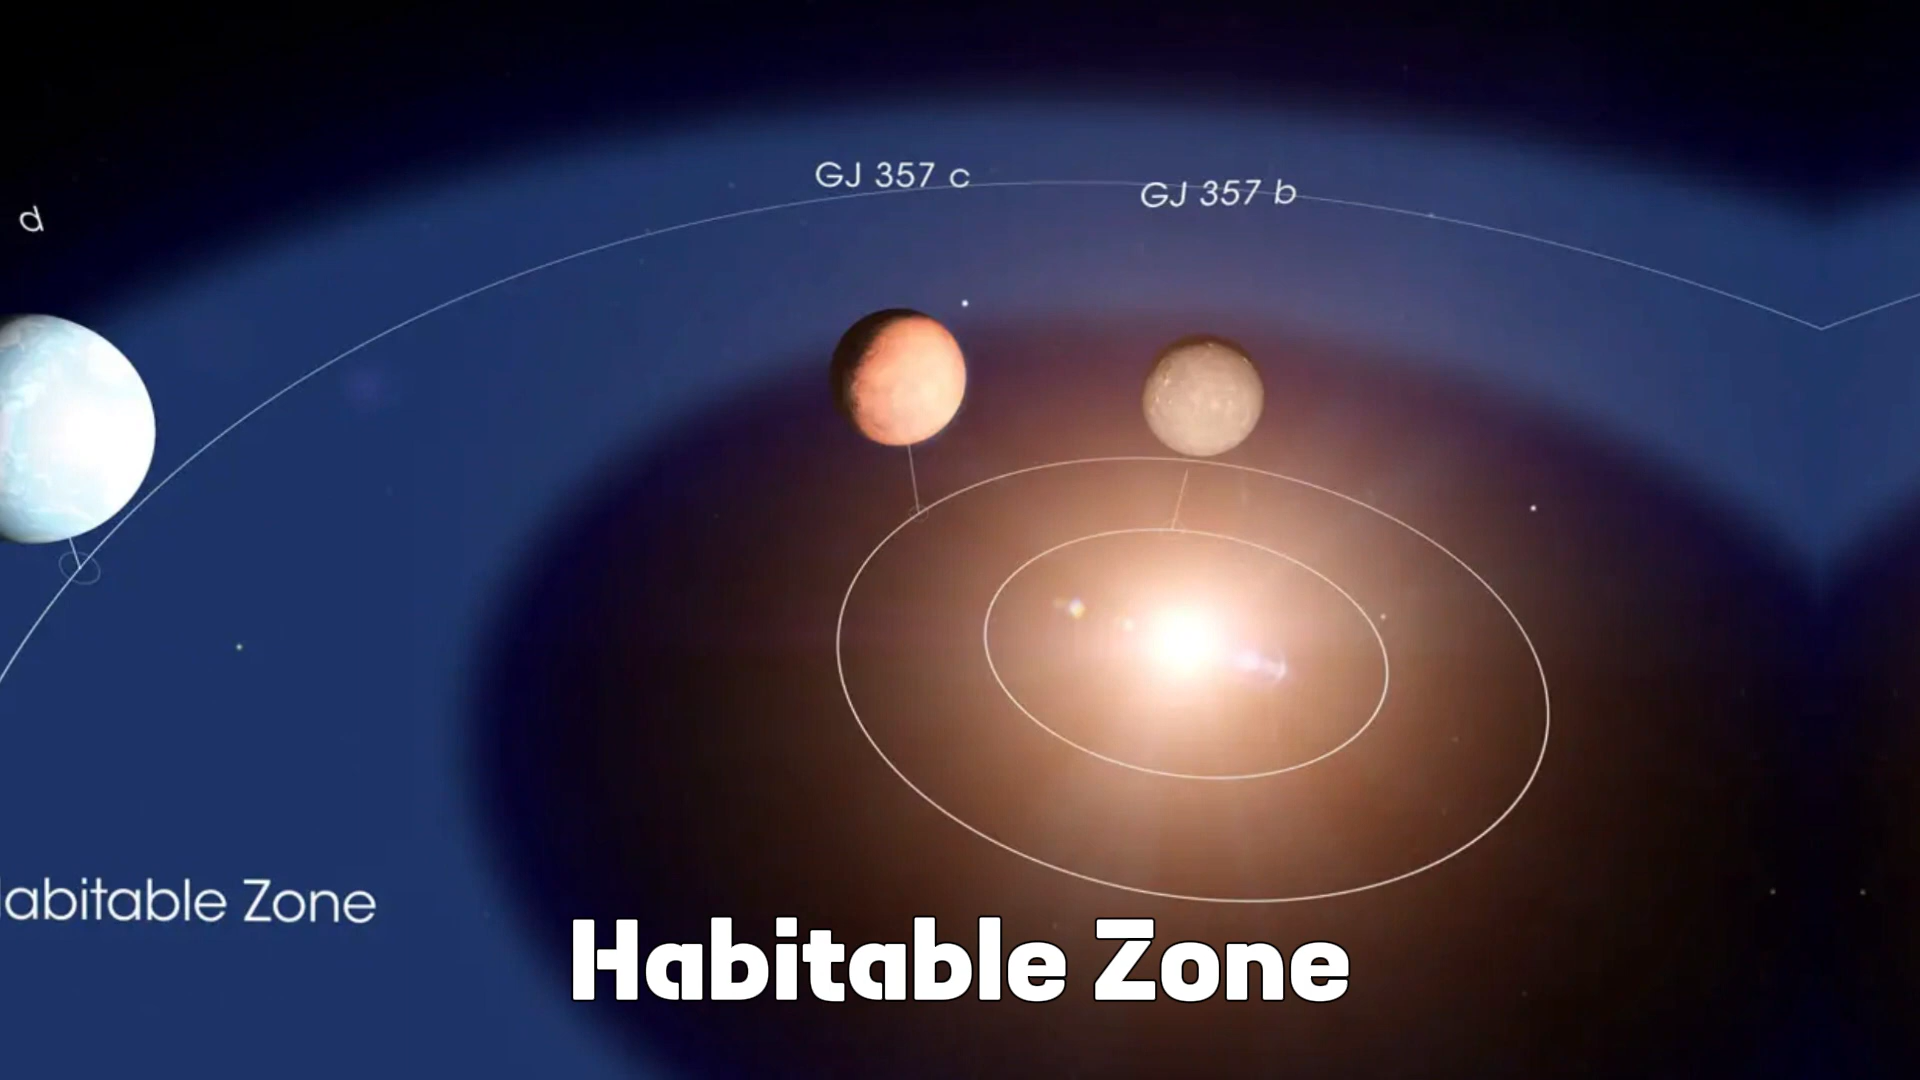 GJ 357 c
GJ 357 b
d
abitable Zone
Habitable Zone